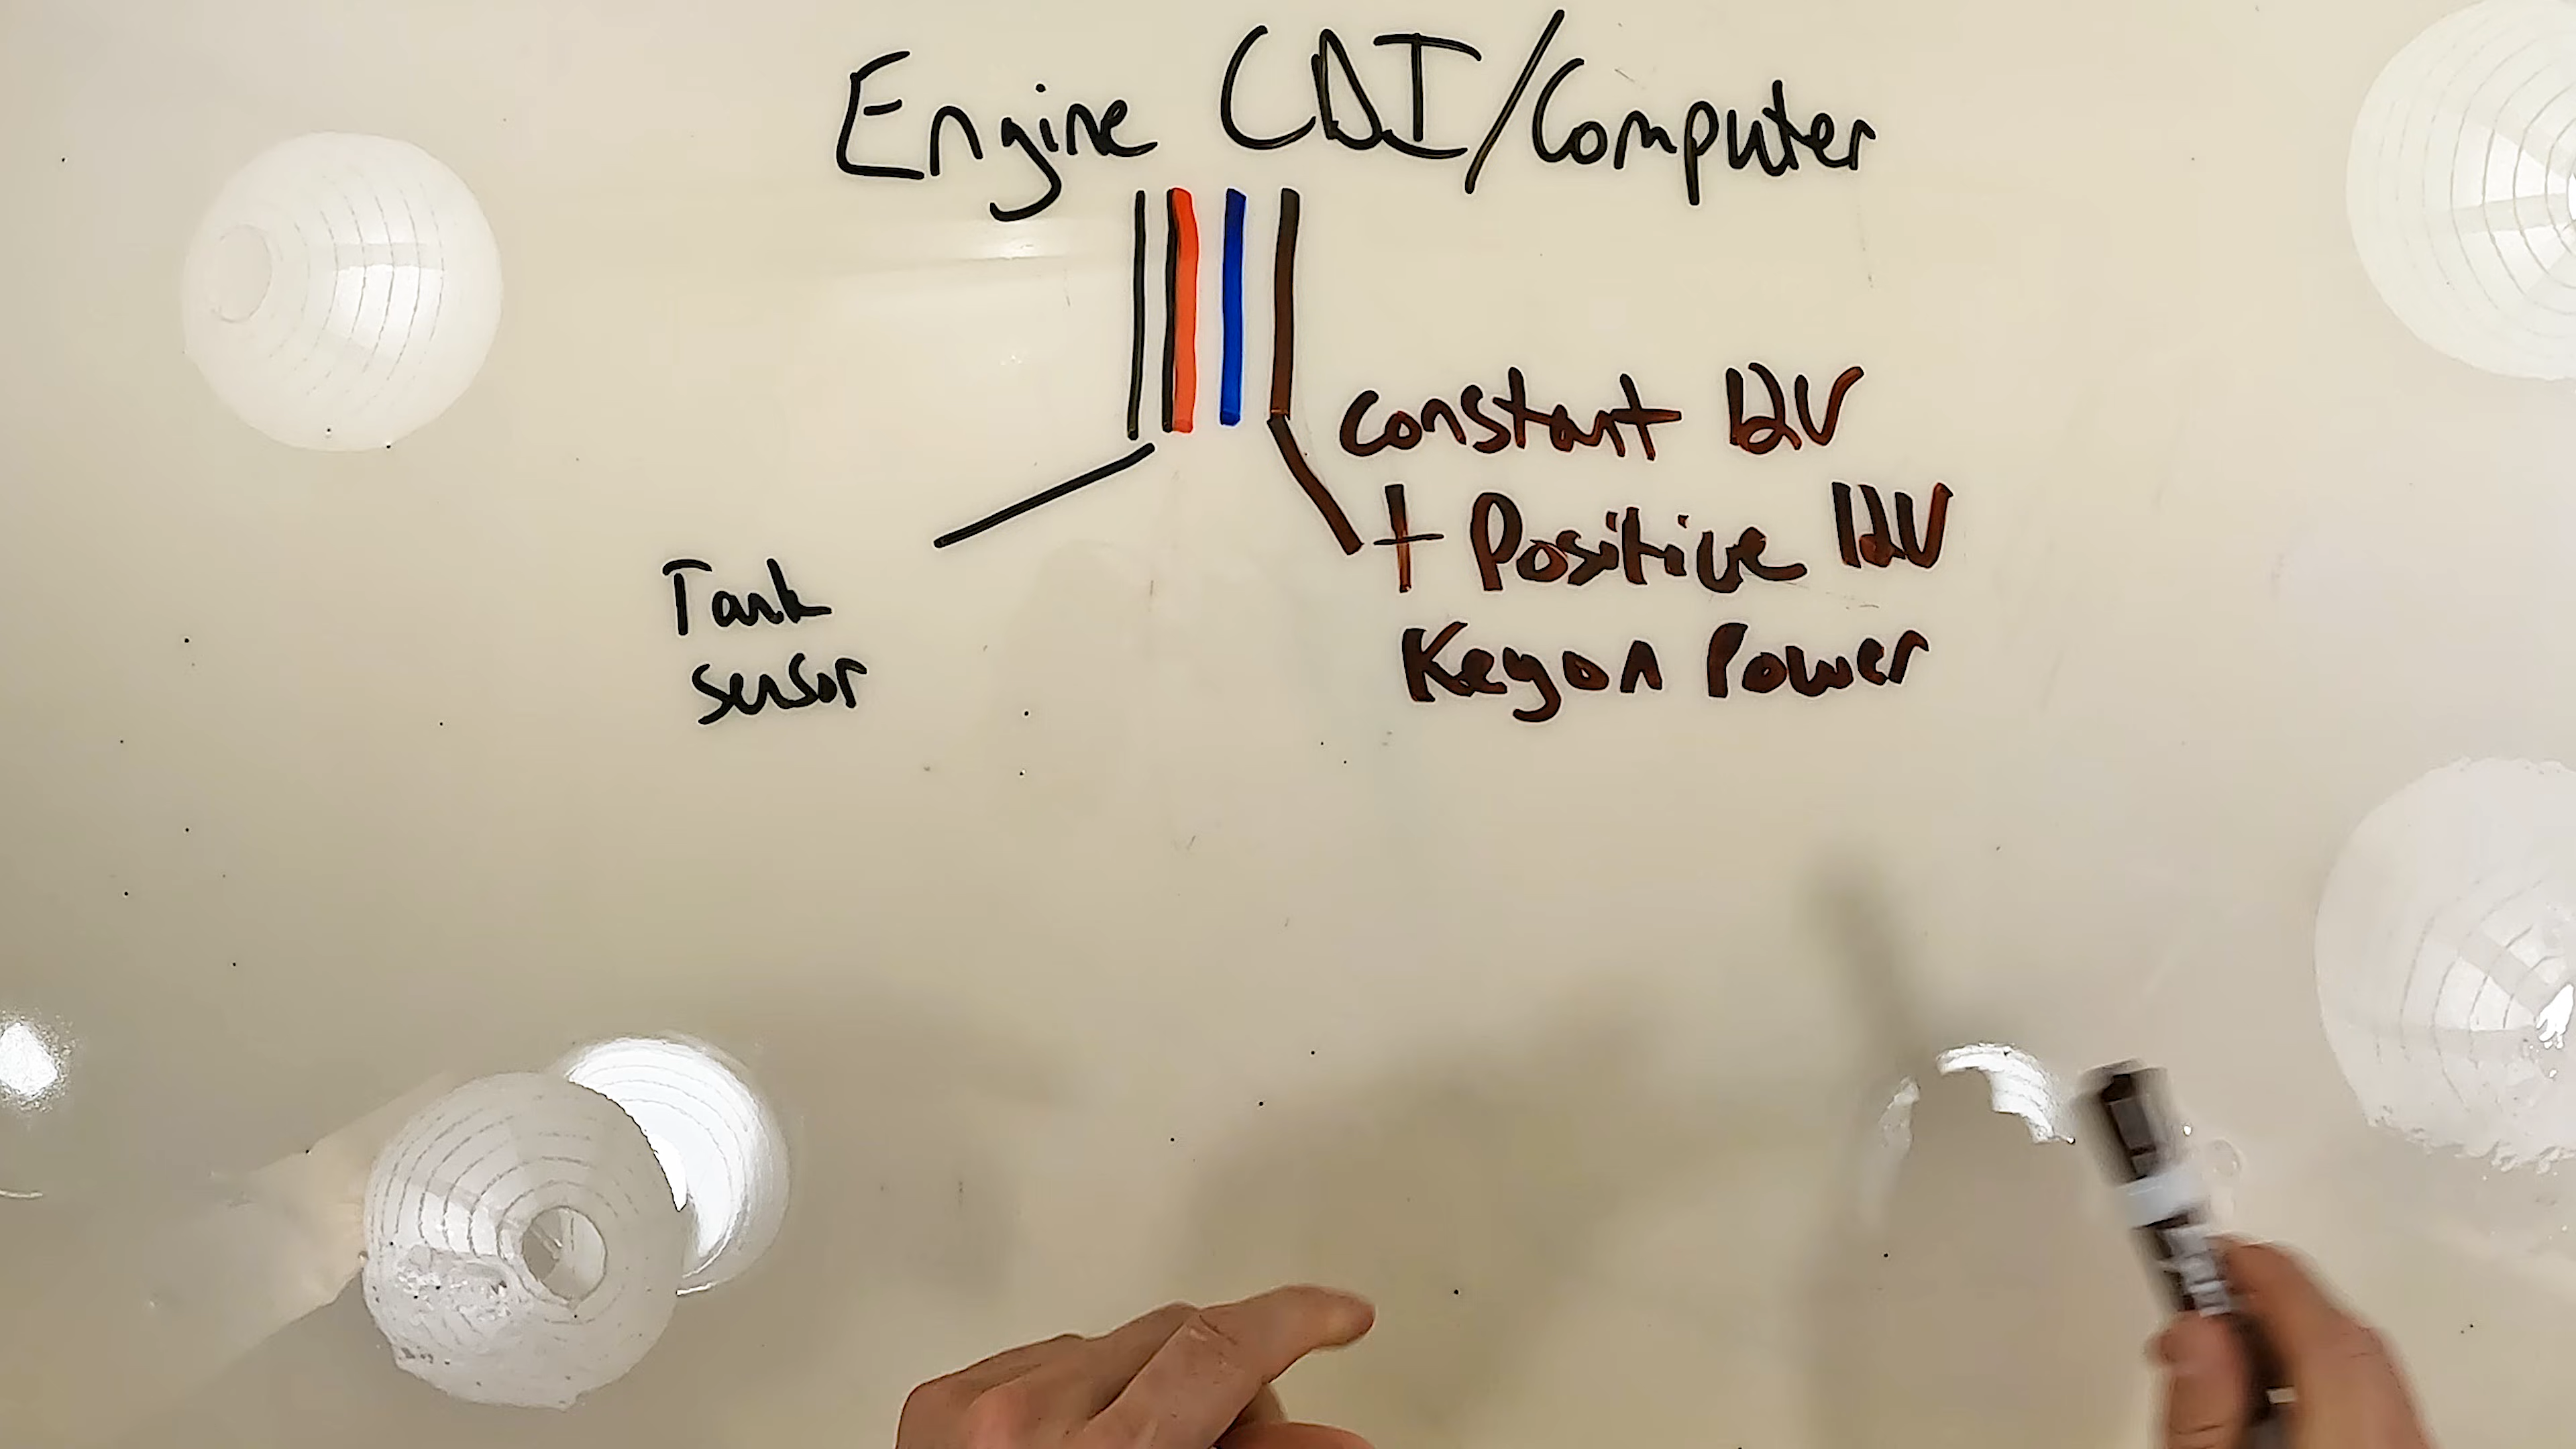 Engine CDI/Computer
constant 12V
+ Positive 12V
Tank
sensor
Key on Power